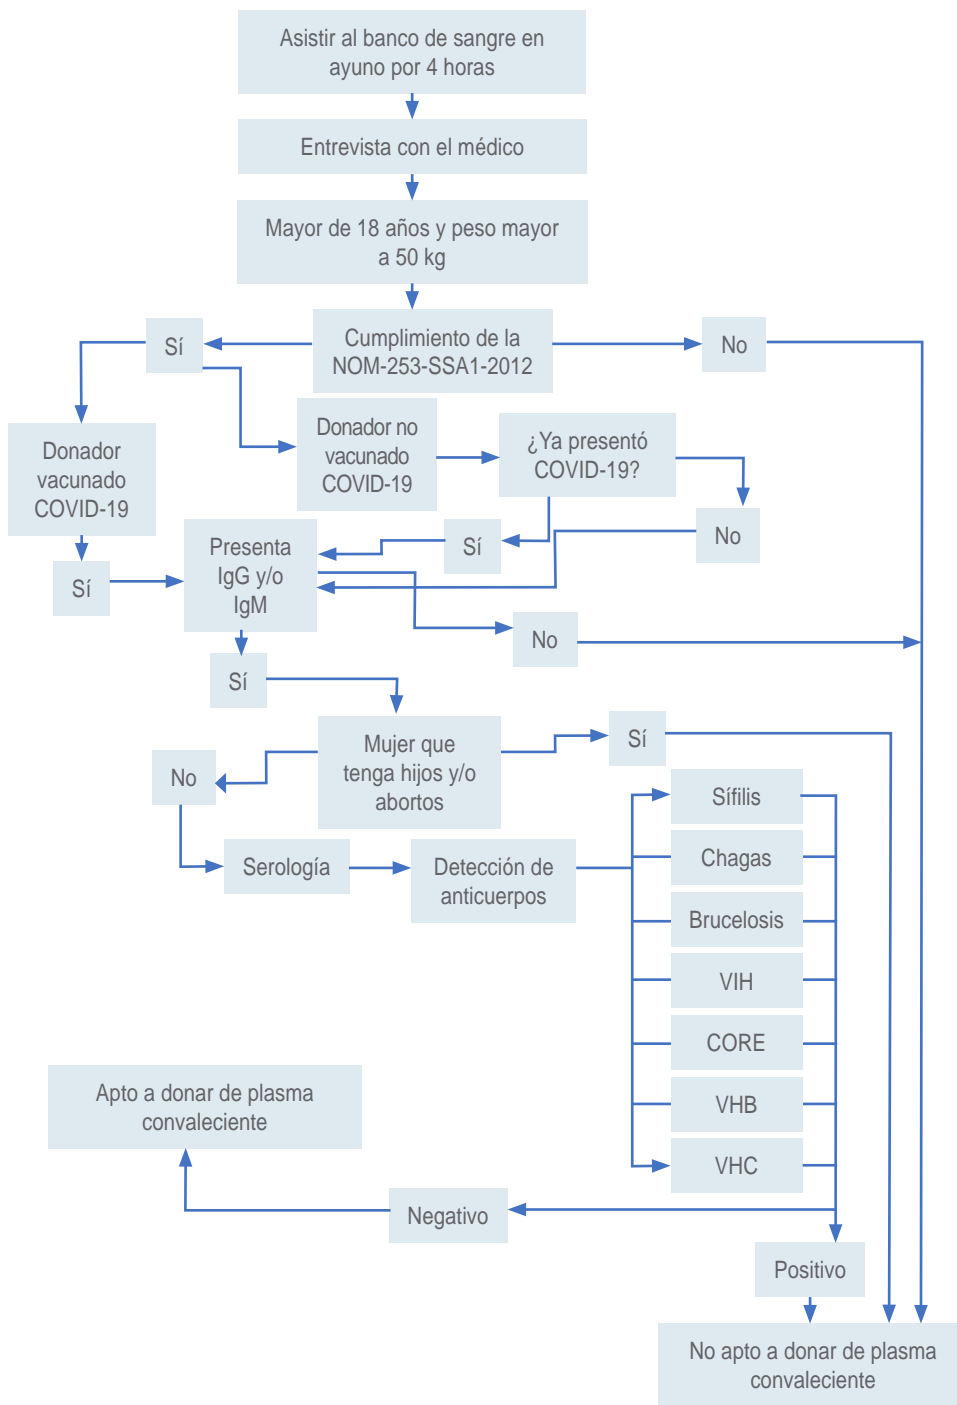 Asistir al banco de sangre en
ayuno por 4 horas
Entrevista con el médico
Mayor de 18 años y peso mayor
a 50 kg
Cumplimiento de la
NOM-253-SSA1-2012
Sí
No
Donador
vacunado
COVID-19
Donador no
vacunado
COVID-19
¿Ya presentó
COVID-19?
Sí
No
Sí
Presenta
IgG y/o
IgM
No
Sí
Mujer que
tenga hijos y/o
abortos
Sí
No
Serología
Detección de
anticuerpos
Sífilis
Chagas
Brucelosis
VIH
CORE
VHB
VHC
Apto a donar de plasma
convaleciente
Negativo
Positivo
No apto a donar de plasma
convaleciente